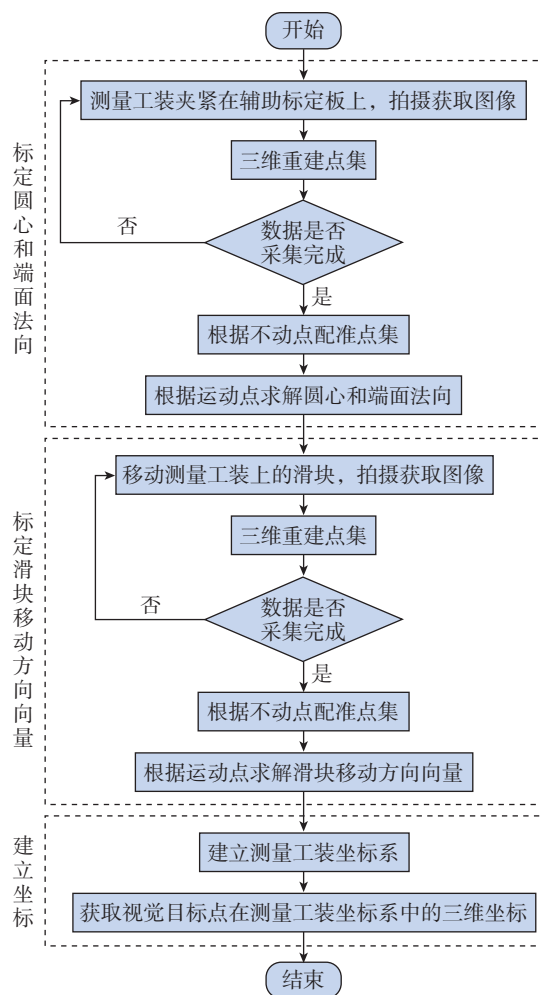 开始
标定圆心和端面法向
测量工装夹紧在辅助标定板上，拍摄获取图像
三维重建点集
数据是否
采集完成
否
是
根据不动点配准点集
根据运动点求解圆心和端面法向
标定滑块移动方向向量
移动测量工装上的滑块，拍摄获取图像
三维重建点集
数据是否
采集完成
否
是
根据不动点配准点集
根据运动点求解滑块移动方向向量
建立坐标
建立测量工装坐标系
获取视觉目标点在测量工装坐标系中的三维坐标
结束